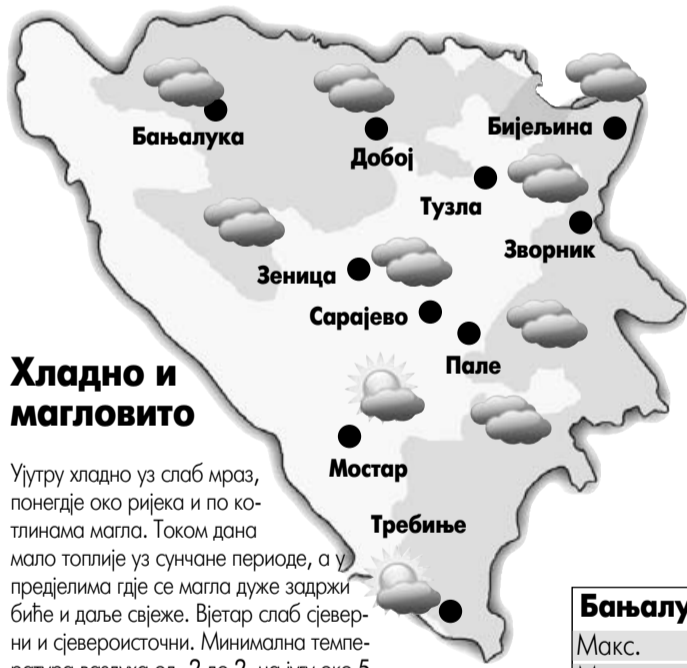 Бањалука
Добој
Бијељина
Тузла
Зворник
Зеница
Сарајево
Пале
Мостар
Требиње
Хладно и
магловито
Ујутру хладно уз слаб мраз,
понегдје око ријека и по ко-
тлинама магла. Током дана
мало топлије уз сунчане периоде, а у
предјелима гдје се магла дуже задржи
биће и даље свјеже. Вјетар слаб сјевер-
ни и сјевероисточни. Минимална темпе-
Бањалу
Макс.